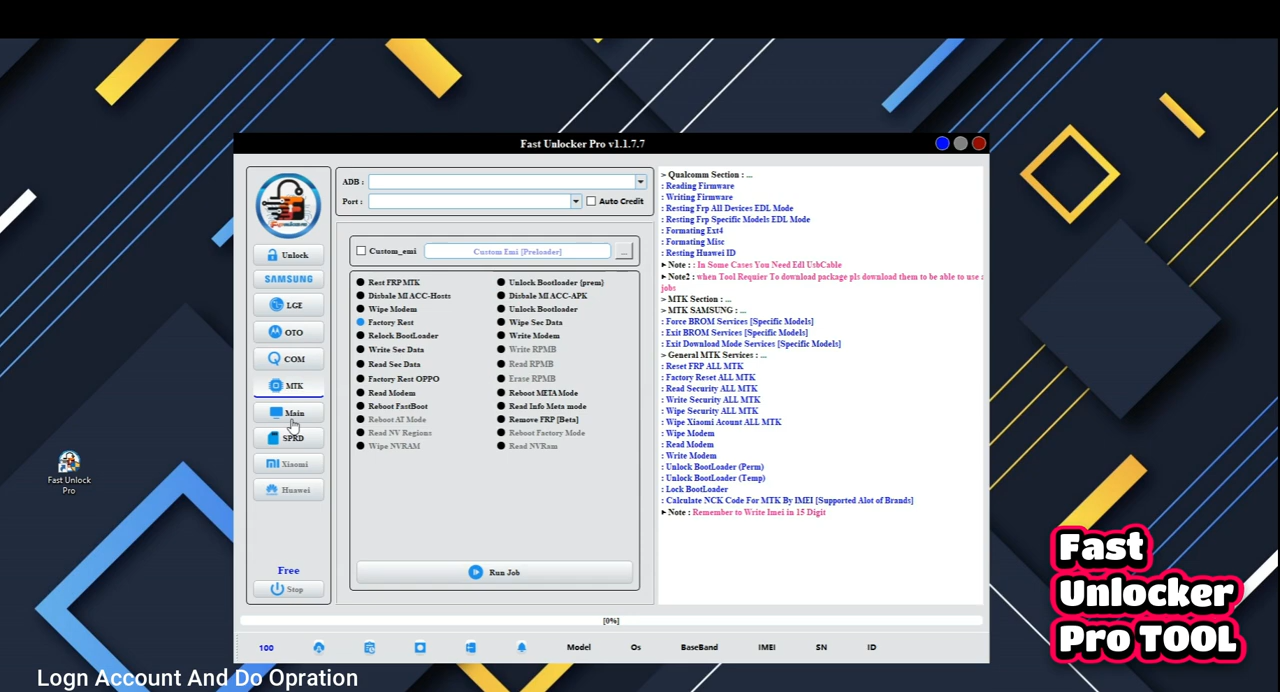 Fast Unlocker Pro v1.1.7.7
Unlock
SAMSUNG
LGE
OTO
COM
MTK
Main
SPRD
Xiaomi
Huawei
Free
Stop
ADB :
Port :
Auto Credit
Custom_emi
Custom Emi [Preloader]
...
Rest FRP MTK
Unlock Bootloader {prem}
Disbale MI ACC-Hosts
Disbale MI ACC-APK
Wipe Modem
Unlock Bootloader
Factory Rest
Wipe Sec Data
Relock BootLoader
Write Modem
Write Sec Data
Write RPMB
Read Sec Data
Read RPMB
Factory Rest OPPO
Erase RPMB
Read Modem
Reboot META Mode
Reboot FastBoot
Read Info Meta mode
Reboot AT Mode
Remove FRP [Beta]
Read NV Regions
Reboot Factory Mode
Wipe NVRAM
Read NVRam
Run Job
> Qualcomm Section : ...
: Reading Firmware
: Writing Firmware
: Resting Frp All Devices EDL Mode
: Resting Frp Specific Models EDL Mode
: Formating Ext4
: Formating Misc
: Resting Huawei ID
►Note : : In Some Cases You Need Edl UsbCable
►Note2 : when Tool Requier To download package pls download them to be able to use
jobs
> MTK Section : ...
> MTK SAMSUNG : ...
: Force BROM Services [Specific Models]
: Exit BROM Services [Specific Models]
: Exit Download Mode Services [Specific Models]
> General MTK Services : ...
: Reset FRP ALL MTK
: Factory Reset ALL MTK
: Read Security ALL MTK
: Write Security ALL MTK
: Wipe Security ALL MTK
: Wipe Xiaomi Acount ALL MTK
: Wipe Modem
: Read Modem
: Write Modem
: Unlock BootLoader (Perm)
: Unlock BootLoader (Temp)
: Lock BootLoader
: Calculate NCK Code For MTK By IMEI [Supported Alot of Brands]
►Note : Remember to Write Imei in 15 Digit
[0%]
100
Model
Os
BaseBand
IMEI
SN
ID
Fast Unlock
Pro
Fast
Unlocker
Pro TOOL
Logn Account And Do Opration